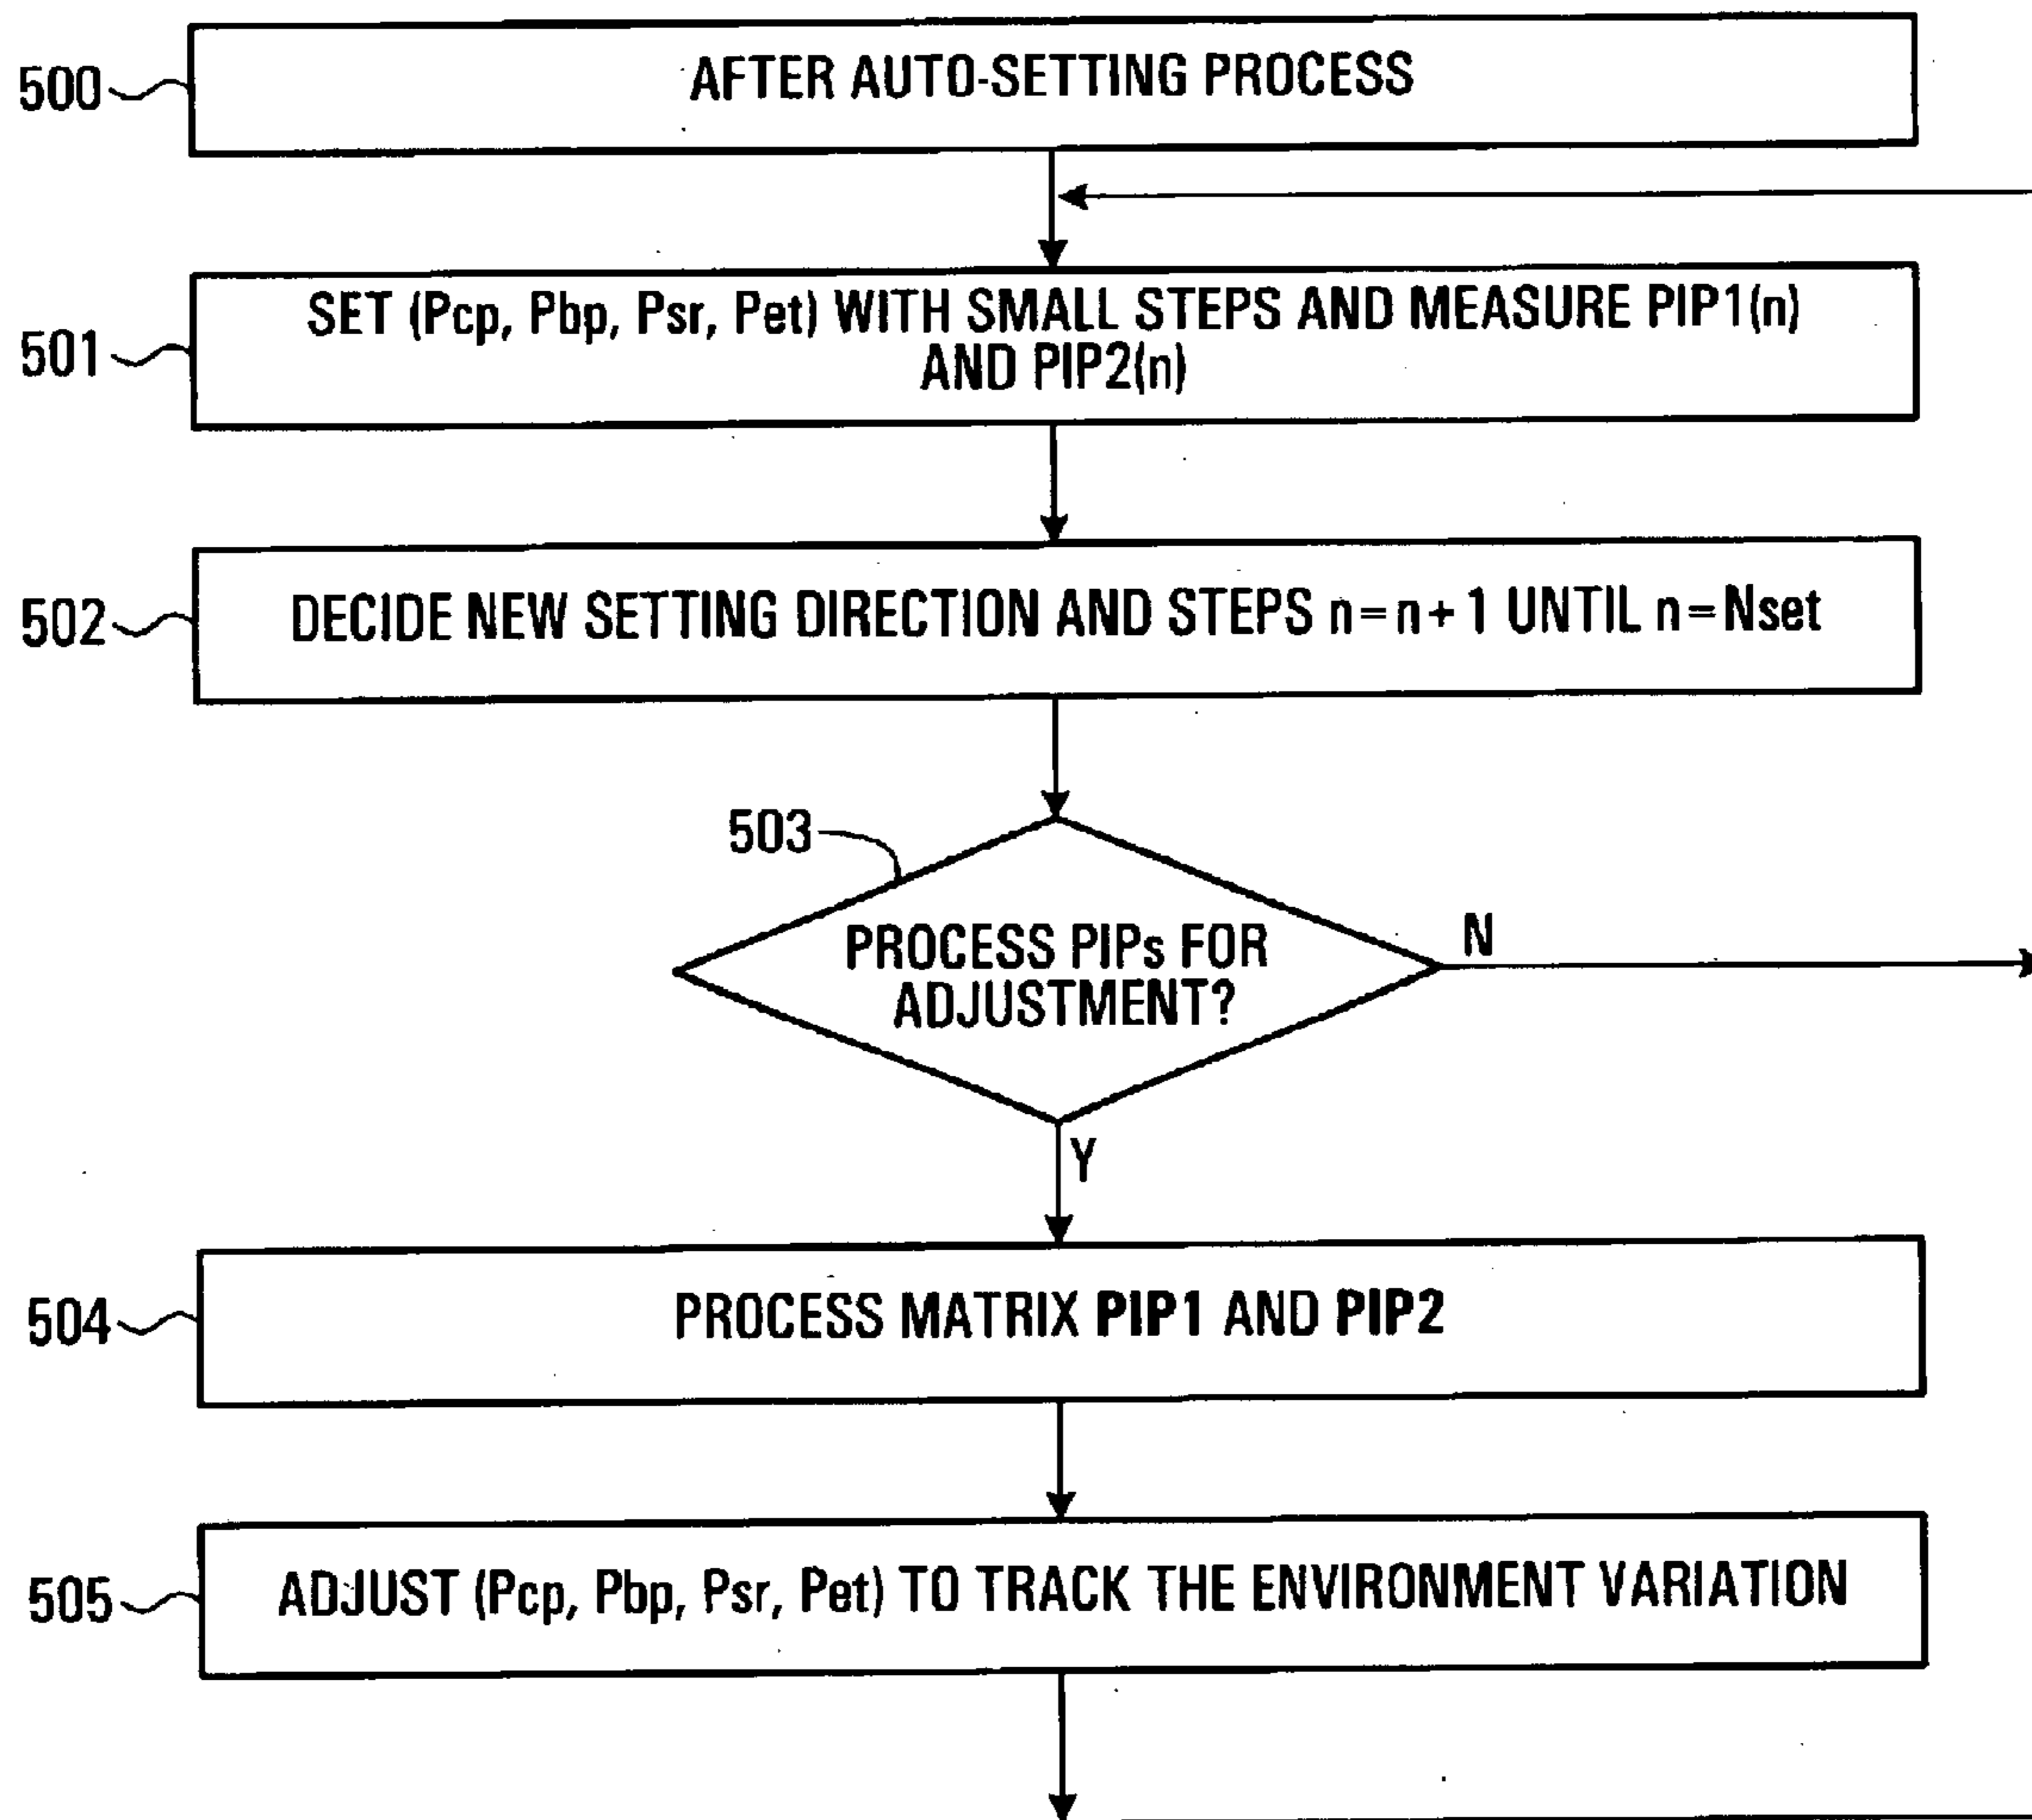 500
AFTER AUTO-SETTING PROCESS
501
SET (Pcp, Pbp, Psr, Pet) WITH SMALL STEPS AND MEASURE PIP1(n)
AND PIP2(n)
502
DECIDE NEW SETTING DIRECTION AND STEPS n=n+1 UNTIL n=Nset
503
PROCESS PIPs FOR
ADJUSTMENT?
N
Y
504
PROCESS MATRIX PIP1 AND PIP2
505
ADJUST (Pcp, Pbp, Psr, Pet) TO TRACK THE ENVIRONMENT VARIATION